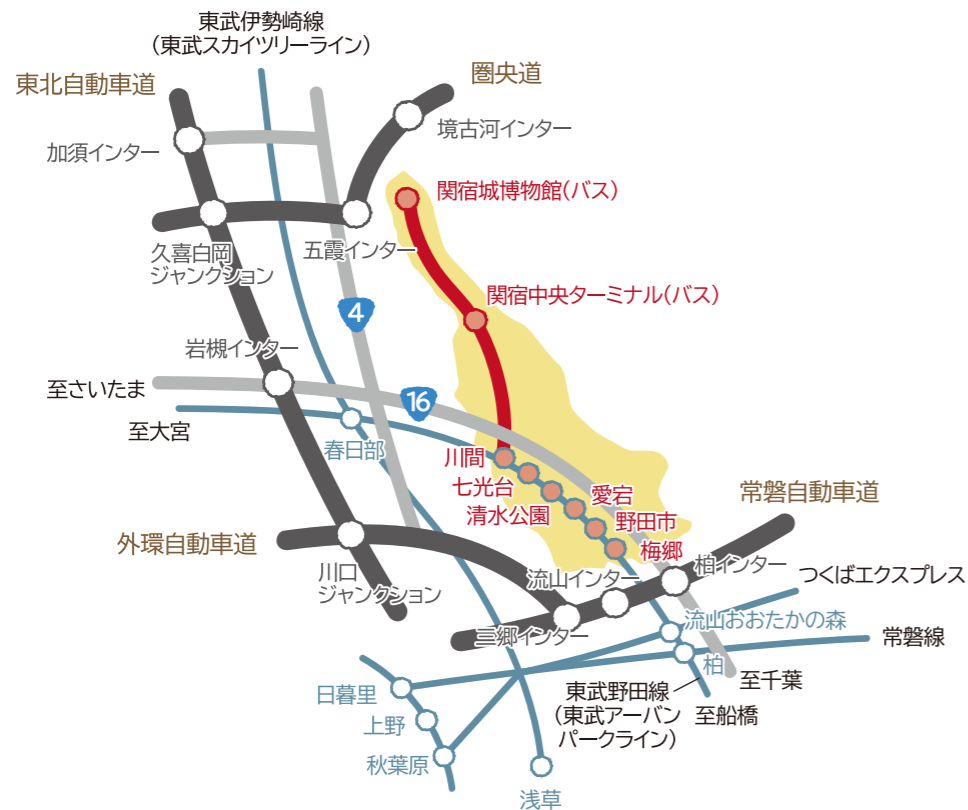 東武伊勢崎線
（東武スカイツリーライン）
東北自動車道
圏央道
加須インター
境古河インター
関宿城博物館（バス）
久喜白岡
ジャンクション
五霞インター
関宿中央ターミナル（バス）
4
岩槻インター
至さいたま
16
至大宮
春日部
川間
七光台
清水公園
愛宕
野田市
梅郷
常磐自動車道
外環自動車道
川口
ジャンクション
流山インター
柏インター
つくばエクスプレス
三郷インター
流山おおたかの森
常磐線
柏
至千葉
日暮里
東武野田線
（東武アーバン
パークライン）
至船橋
上野
秋葉原
浅草